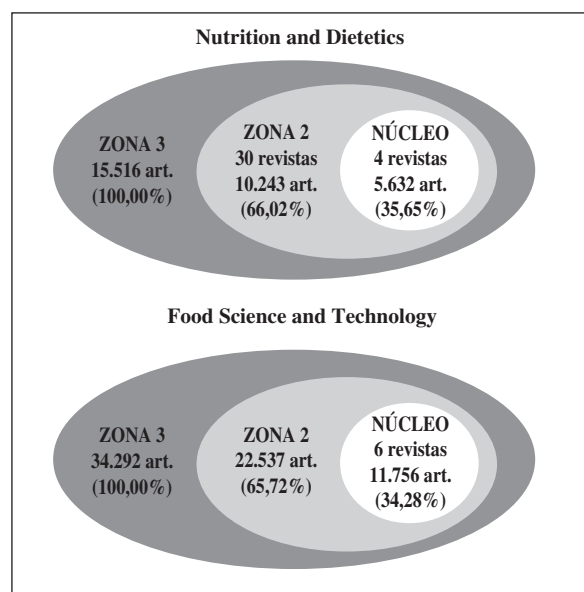 Nutrition and Dietetics
ZONA 3
15.516 art.
(100,00%)
ZONA 2
30 revistas
10.243 art.
(66,02%)
NÚCLEO
4 revistas
5.632 art.
(35,65%)
Food Science and Technology
ZONA 3
34.292 art.
(100,00%)
ZONA 2
22.537 art.
(65,72%)
NÚCLEO
6 revistas
11.756 art.
(34,28%)